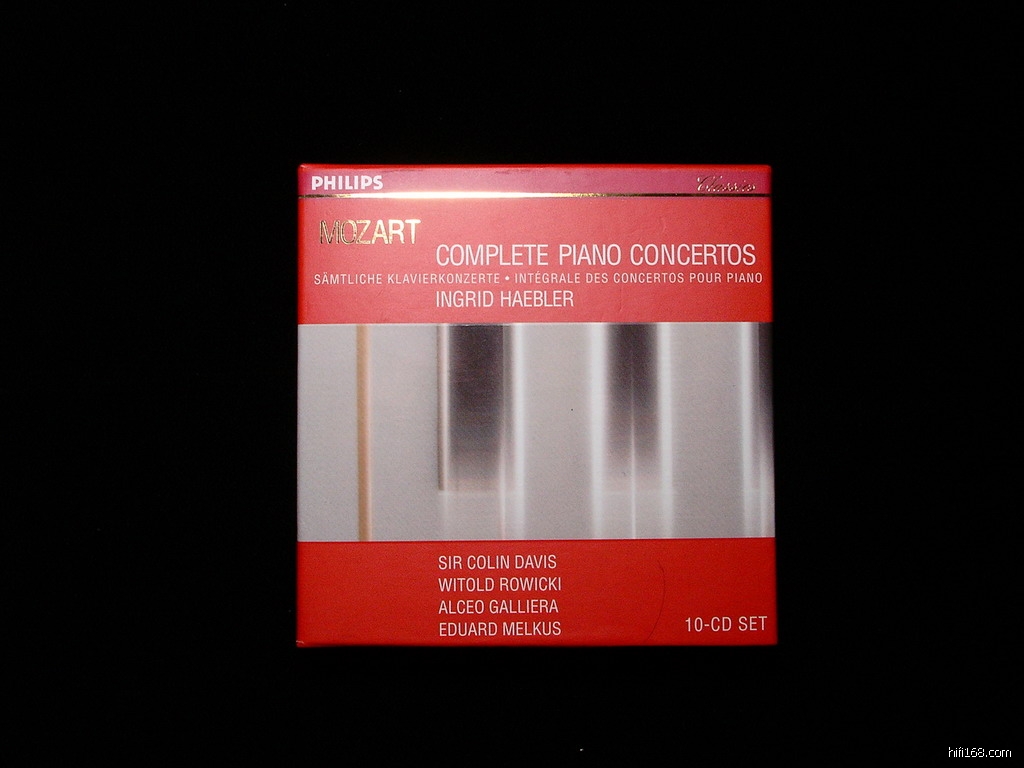 PHILIPS
Classics
MOZART
COMPLETE PIANO CONCERTOS
SÄMTLICHE KLAVIERKONZERTE • INTÉGRALE DES CONCERTOS POUR PIANO
INGRID HAEBLER
SIR COLIN DAVIS
WITOLD ROWICKI
ALCEO GALLIERA
EDUARD MELKUS
10-CD SET
hifi168.com